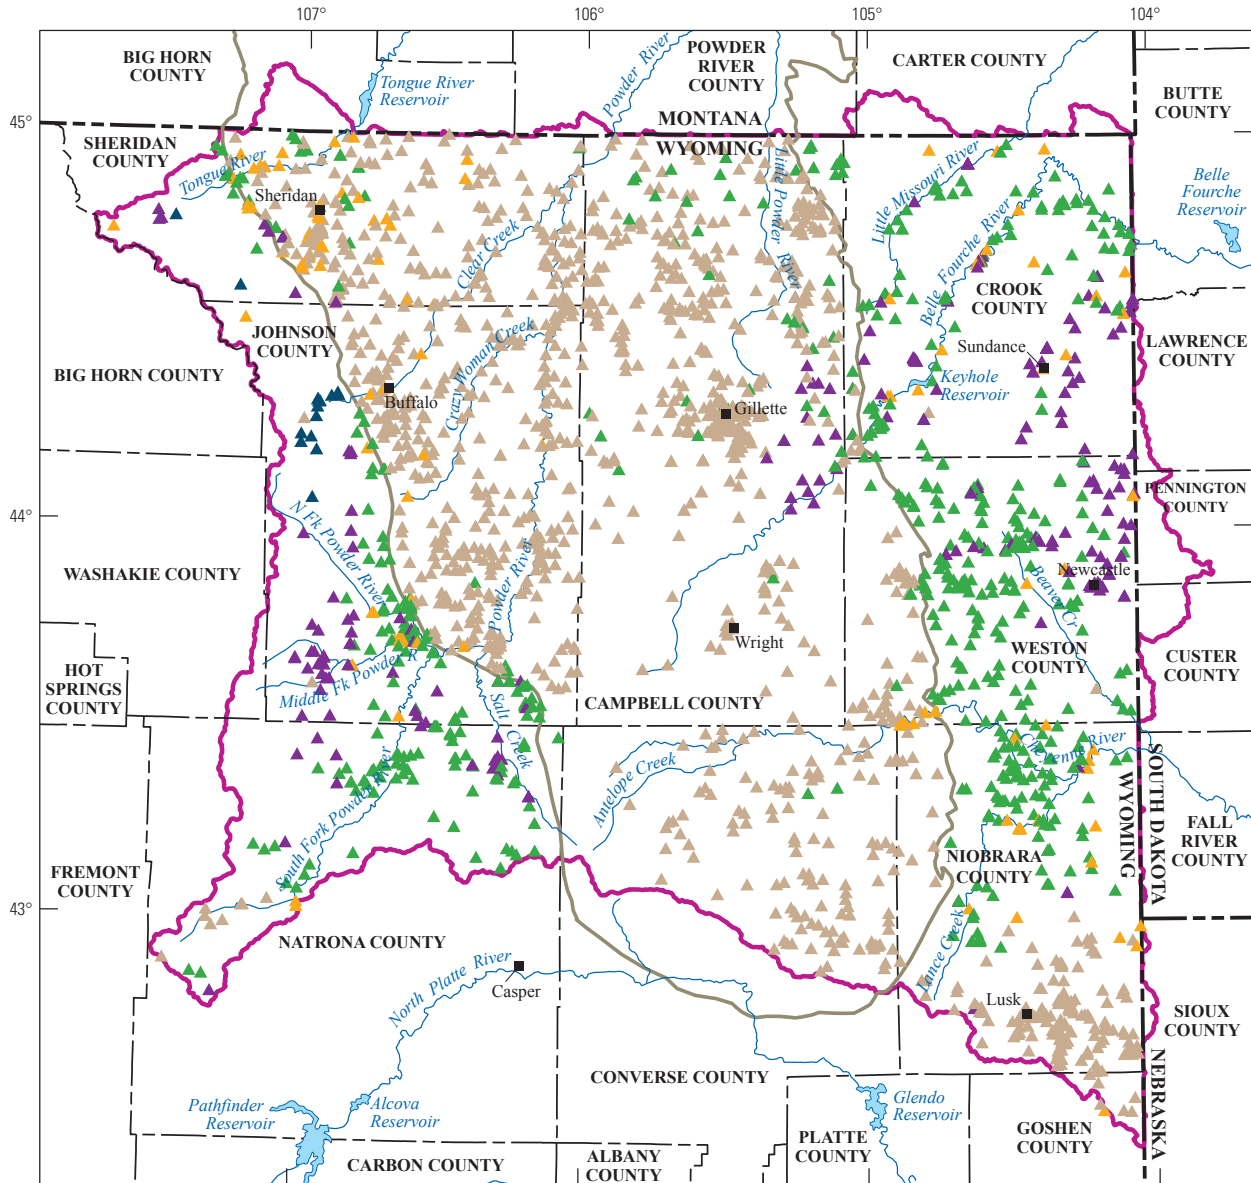 107°
106°
105°
104°
45°
44°
43°
BIG HORN
COUNTY
Tongue River
Reservoir
Powder River
POWDER
RIVER
COUNTY
CARTER COUNTY
BUTTE
COUNTY
MONTANA
WYOMING
SHERIDAN
COUNTY
Tongue River
Sheridan
Little Powder River
Little Missouri River
Belle
Fourche
Reservoir
Clear Creek
Belle Fourche River
CROOK
COUNTY
JOHNSON
COUNTY
Crazy Woman Creek
Sundance
LAWRENCE
COUNTY
BIG HORN COUNTY
Keyhole
Reservoir
Buffalo
Gillette
PENNINGTON
COUNTY
N Fk Powder River
WASHAKIE COUNTY
Powder River
Newcastle
Beaver Cr
Wright
WESTON
COUNTY
HOT
SPRINGS
COUNTY
Middle Fk Powder R
CUSTER
COUNTY
CAMPBELL COUNTY
Salt Creek
Cheyenne River
Antelope Creek
SOUTH DAKOTA
WYOMING
South Fork Powder River
FALL
RIVER
COUNTY
FREMONT
COUNTY
NIOBRARA
COUNTY
NATRONA COUNTY
Lance Creek
North Platte River
Casper
Lusk
SIOUX
COUNTY
NEBRASKA
CONVERSE COUNTY
Pathfinder
Reservoir
Alcova
Reservoir
Glendo
Reservoir
GOSHEN
COUNTY
PLATTE
COUNTY
CARBON COUNTY
ALBANY
COUNTY